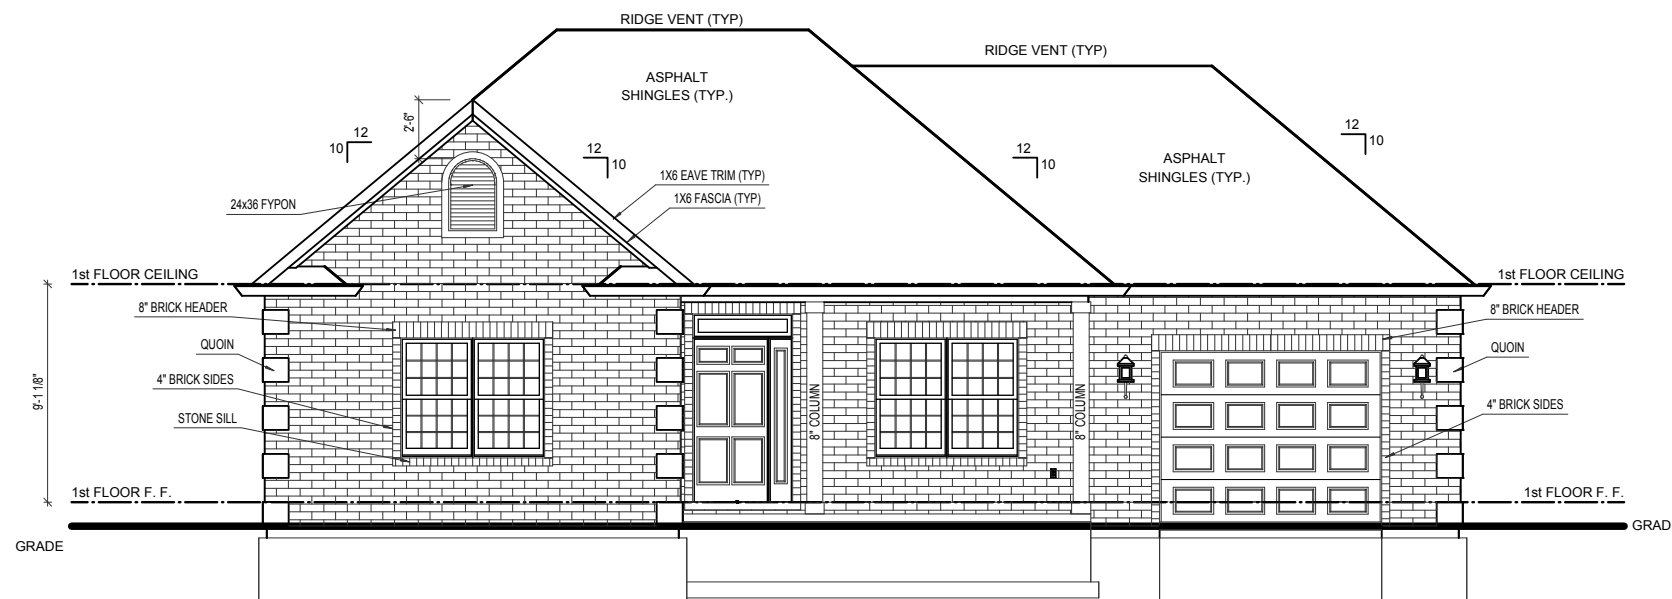 RIDGE VENT (TYP)
RIDGE VENT (TYP)
ASPHALT
SHINGLES (TYP.)
2'-6"
12
10
12
10
12
10
12
10
ASPHALT
SHINGLES (TYP.)
1X6 EAVE TRIM (TYP)
1X6 FASCIA (TYP)
24x36 FYPON
1st FLOOR CEILING
1st FLOOR CEILING
8" BRICK HEADER
8" BRICK HEADER
QUOIN
QUOIN
4" BRICK SIDES
9'-1 1/8"
4" BRICK SIDES
STONE SILL
8" COLUMN
8" COLUMN
1st FLOOR F. F.
1st FLOOR F. F.
GRADE
GRAD